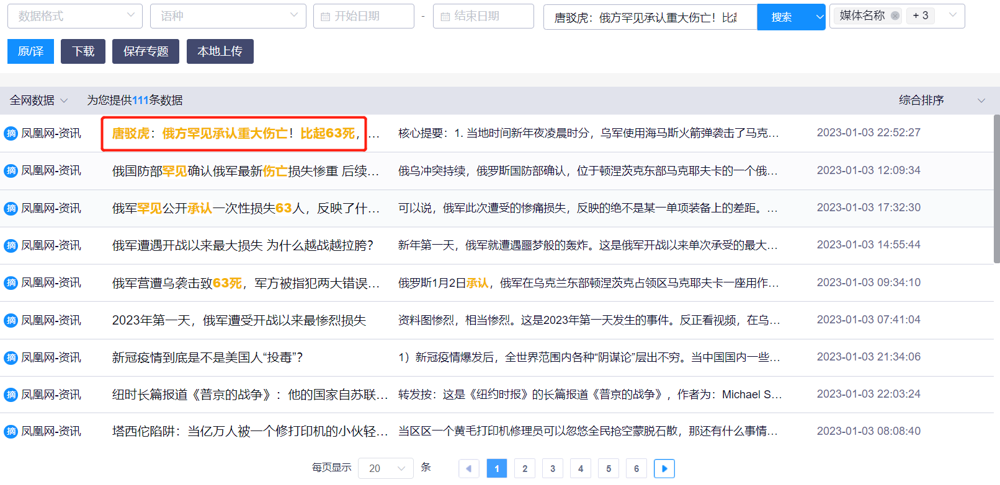 数据格式 语种 开始日期 - 结束日期 唐驳虎：俄方罕见承认重大伤亡！比起 搜索 媒体名称 + 3
原/译 下载 保存专题 本地上传
全网数据 为您提供111条数据 综合排序
摘 凤凰网-资讯 唐驳虎：俄方罕见承认重大伤亡！比起63死，… 核心提要：1. 当地时间新年夜凌晨时分，乌军使用海马斯火箭弹袭击了马克… 2023-01-03 22:52:27
摘 凤凰网-资讯 俄国防部罕见确认俄军最新伤亡损失惨重 后续… 俄乌冲突持续，俄罗斯国防部确认，位于顿涅茨克东部马克耶夫卡的一个俄… 2023-01-03 12:09:34
摘 凤凰网-资讯 俄军罕见公开承认一次性损失63人，反映了什… 可以说，俄军此次遭受的惨痛损失，反映的绝不是某一单项装备上的差距。… 2023-01-03 17:32:30
摘 凤凰网-资讯 俄军遭遇开战以来最大损失 为什么越战越拉胯？ 新年第一天，俄军就遭遇噩梦般的轰炸。这是俄军开战以来单次承受的最大… 2023-01-03 14:55:44
摘 凤凰网-资讯 俄军营遭乌袭击致63死，军方被指犯两大错误… 俄罗斯1月2日承认，俄军在乌克兰东部顿涅茨克占领区马克耶夫卡一座用作… 2023-01-03 09:34:10
摘 凤凰网-资讯 2023年第一天，俄军遭受开战以来最惨烈损失 资料图惨烈，相当惨烈。这是2023年第一天发生的事件。反正看视频，在乌… 2023-01-03 07:41:04
摘 凤凰网-资讯 新冠疫情到底是不是美国人“投毒”？ 1）新冠疫情爆发后，全世界范围内各种“阴谋论”层出不穷。当中国国内一些… 2023-01-03 21:34:06
摘 凤凰网-资讯 纽时长篇报道《普京的战争》：他的国家自苏联… 转发按：这是《纽约时报》的长篇报道《普京的战争》，作者为：Michael S… 2023-01-03 22:03:24
摘 凤凰网-资讯 塔西佗陷阱：当亿万人被一个修打印机的小伙轻… 当区区一个黄毛打印机修理员可以忽悠全民抢空蒙脱石散，那还有什么事情… 2023-01-03 08:08:40
每页显示 20 条 1 2 3 4 5 6